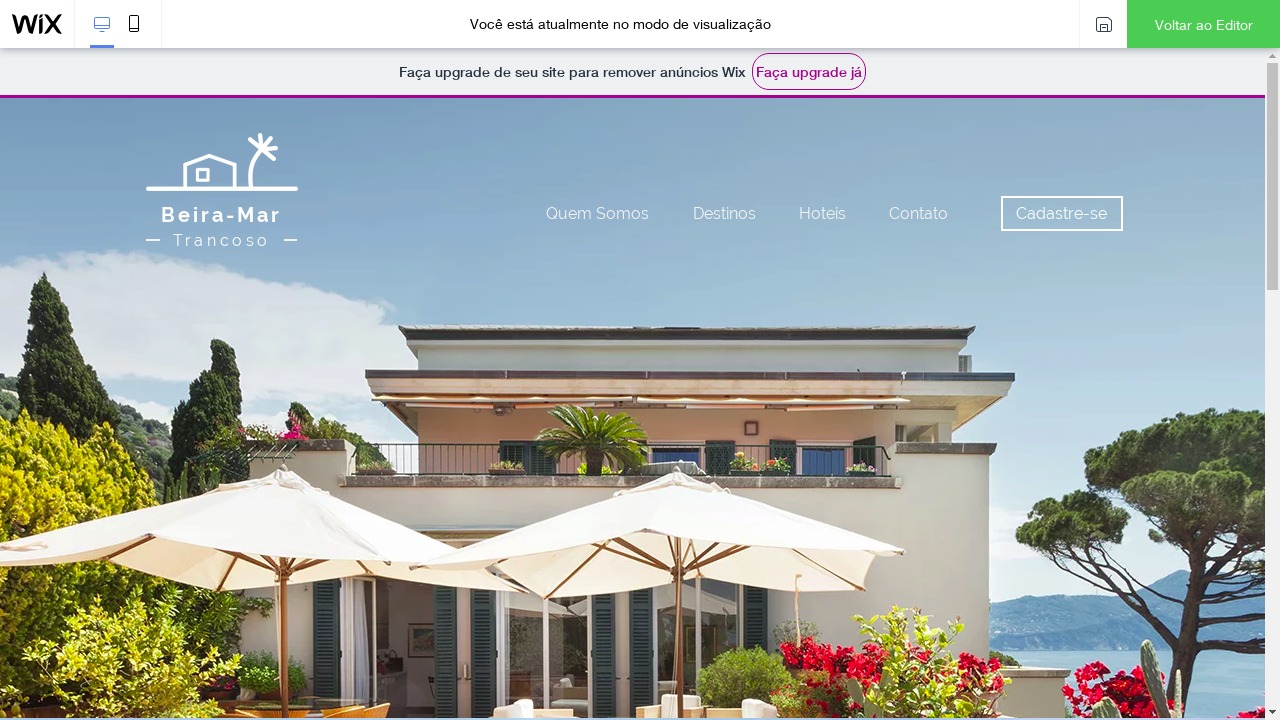 WiX
Você está atualmente no modo de visualização
Voltar ao Editor
Faça upgrade de seu site para remover anúncios Wix
Faça upgrade já
Beira-Mar
Trancoso
Quem Somos
Destinos
Hoteis
Contato
Cadastre-se